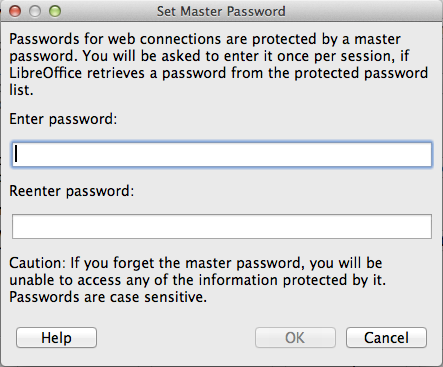 Set Master Password
Passwords for web connections are protected by a master
password. You will be asked to enter it once per session, if
LibreOffice retrieves a password from the protected password
list.
Enter password:
Reenter password:
Caution: If you forget the master password, you will be
unable to access any of the information protected by it.
Passwords are case sensitive.
Help OK Cancel